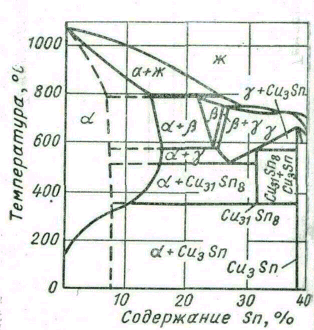 1000
800
600
400
200
0
Температура, °C
ж
α+ж
γ+Cu₃Sn
α
α+β
β
β+γ
γ
α+γ
α+Cu₃₁Sn₈
Cu₃₁Sn₈+Cu₃Sn
Cu₃₁Sn₈
α+Cu₃Sn
Cu₃Sn
0 10 20 30 40
Содержание Sn, %